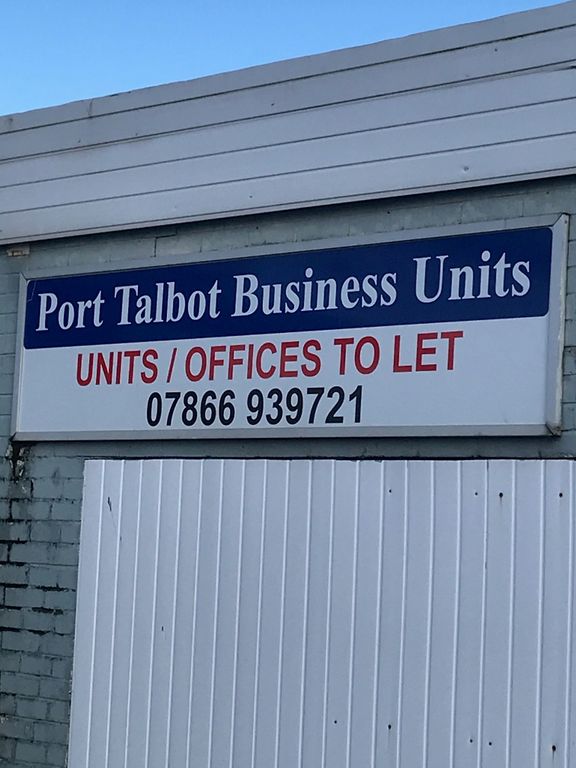 Port Talbot Business Units
UNITS / OFFICES TO LET
07866 939721